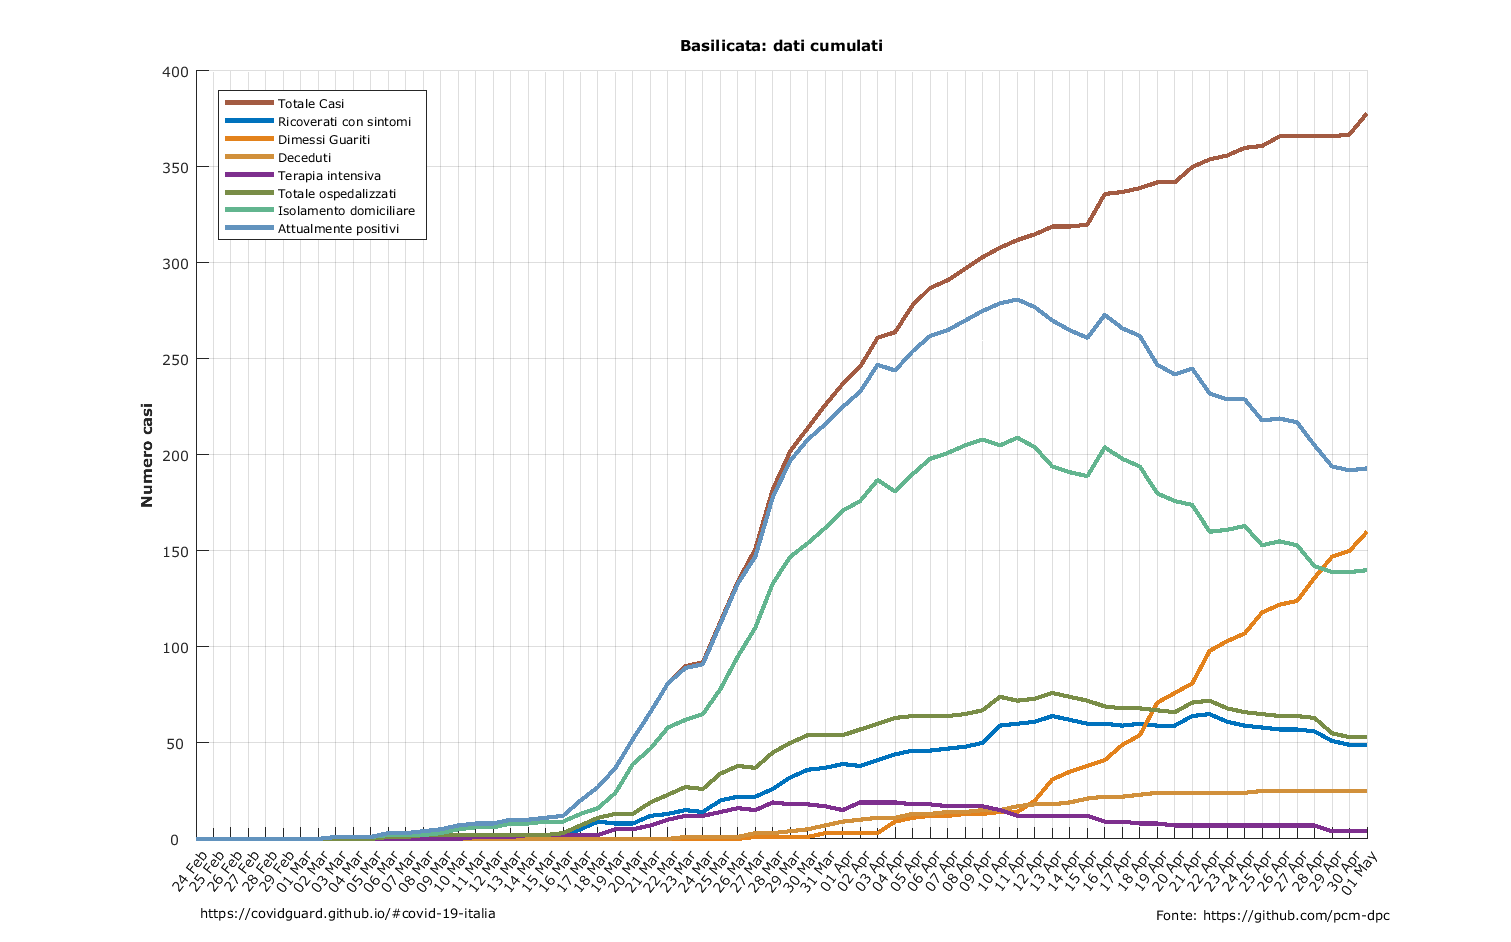 Basilicata: dati cumulati
400
350
300
250
200
150
100
50
0
Numero casi
Totale Casi
Ricoverati con sintomi
Dimessi Guariti
Deceduti
Terapia intensiva
Totale ospedalizzati
Isolamento domiciliare
Attualmente positivi
24 Feb
25 Feb
26 Feb
27 Feb
28 Feb
29 Feb
01 Mar
02 Mar
03 Mar
04 Mar
05 Mar
06 Mar
07 Mar
08 Mar
09 Mar
10 Mar
11 Mar
12 Mar
13 Mar
14 Mar
15 Mar
16 Mar
17 Mar
18 Mar
19 Mar
20 Mar
21 Mar
22 Mar
23 Mar
24 Mar
25 Mar
26 Mar
27 Mar
28 Mar
29 Mar
30 Mar
31 Mar
01 Apr
02 Apr
03 Apr
04 Apr
05 Apr
06 Apr
07 Apr
08 Apr
09 Apr
10 Apr
11 Apr
12 Apr
13 Apr
14 Apr
15 Apr
16 Apr
17 Apr
18 Apr
19 Apr
20 Apr
21 Apr
22 Apr
23 Apr
24 Apr
25 Apr
26 Apr
27 Apr
28 Apr
29 Apr
30 Apr
01 May
https://covidguard.github.io/#covid-19-italia
Fonte: https://github.com/pcm-dpc